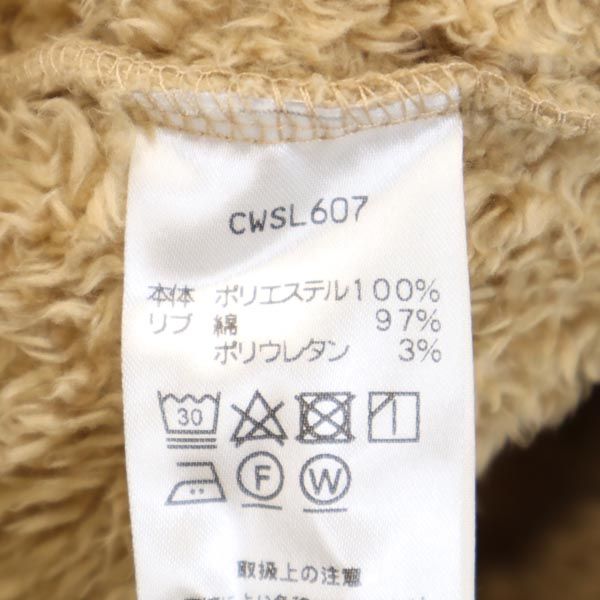 CWSL607
本体 ポリエステル100%
リブ 綿 97%
ポリウレタン 3%
30
F W
取扱上の注意